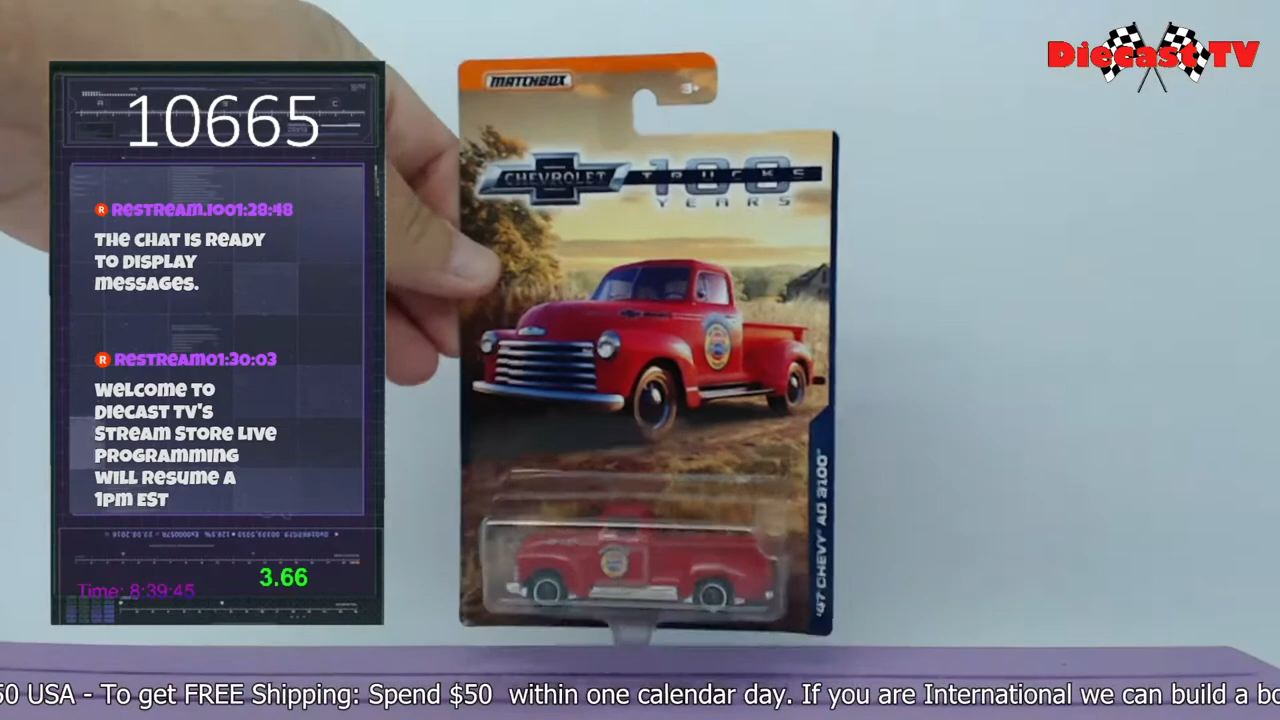 10665
Restream.io01:28:48
The chat is ready
to display
messages.
Restream01:30:03
Welcome to
Diecast TV's
Stream Store Live
programming
will resume a
1pm EST
Time: 8:39:45
3.66
MATCHBOX
3+
CHEVROLET
TRUCKS
100
YEARS
'47 CHEVY AD 3100
Diecast TV
50 USA - To get FREE Shipping: Spend $50 within one calendar day. If you are International we can build a bo